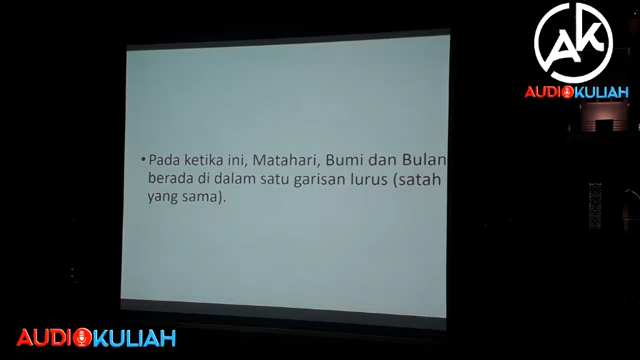 AK
AUDIOKULIAH
• Pada ketika ini, Matahari, Bumi dan Bulan
berada di dalam satu garisan lurus (satah
yang sama).
AUDIOKULIAH